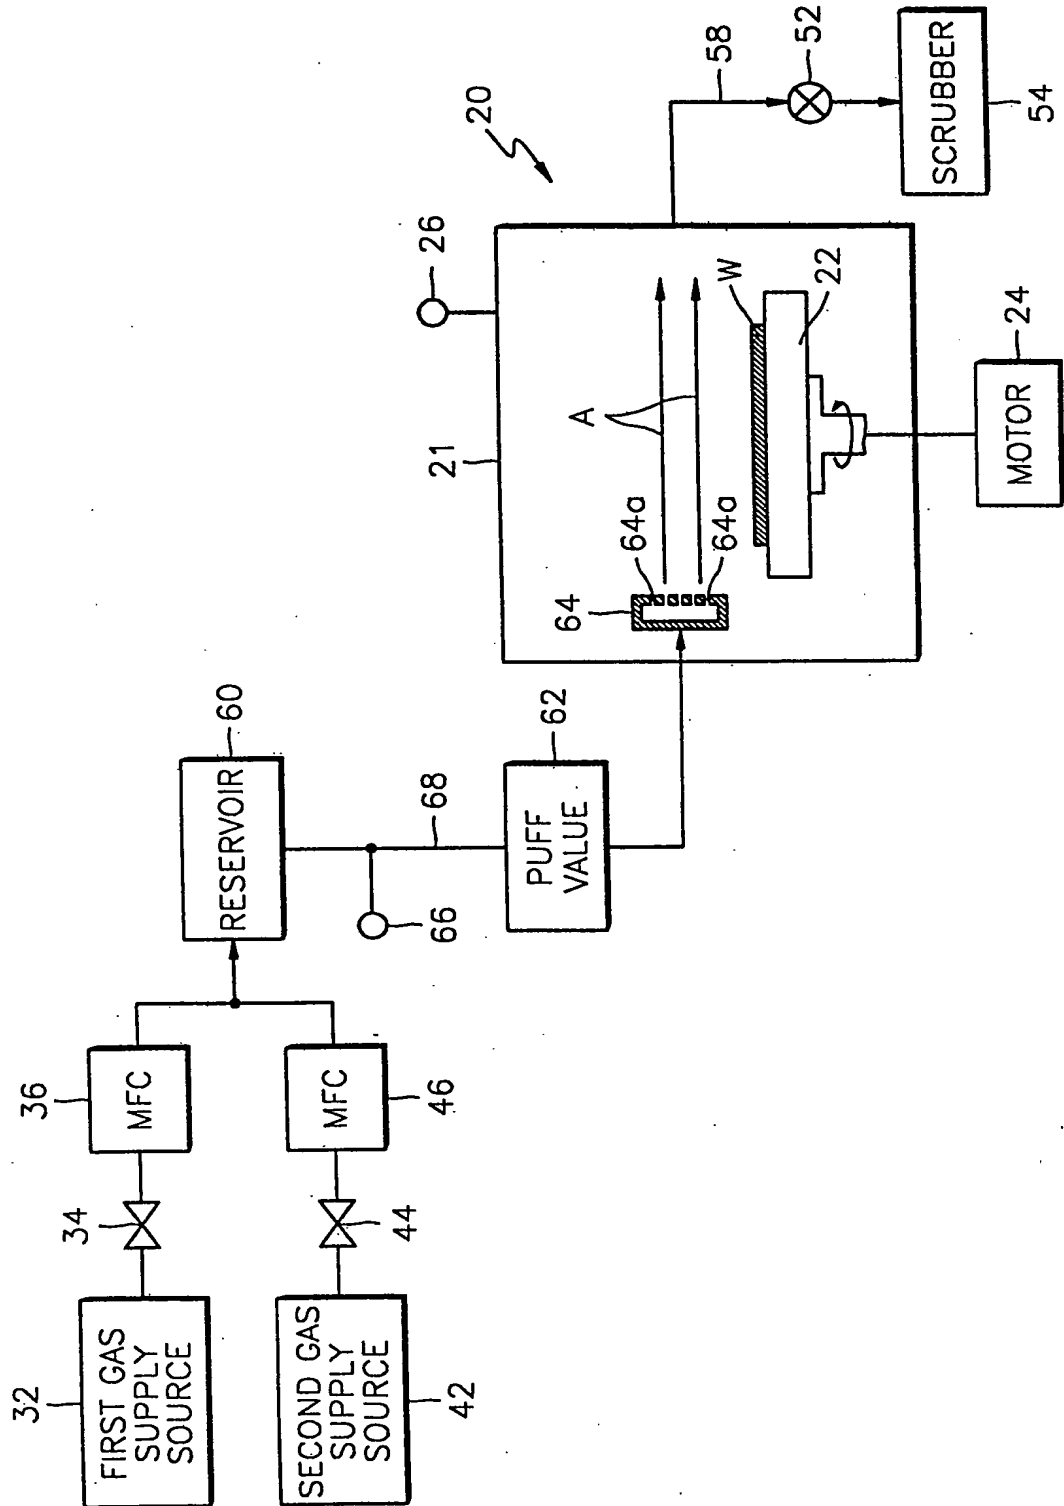 32
FIRST GAS
SUPPLY
SOURCE
34
36
MFC
42
SECOND GAS
SUPPLY
SOURCE
44
46
MFC
60
RESERVOIR
66
68
62
PUFF
VALUE
21
26
20
64
64a
64a
A
W
22
24
MOTOR
58
52
SCRUBBER
54